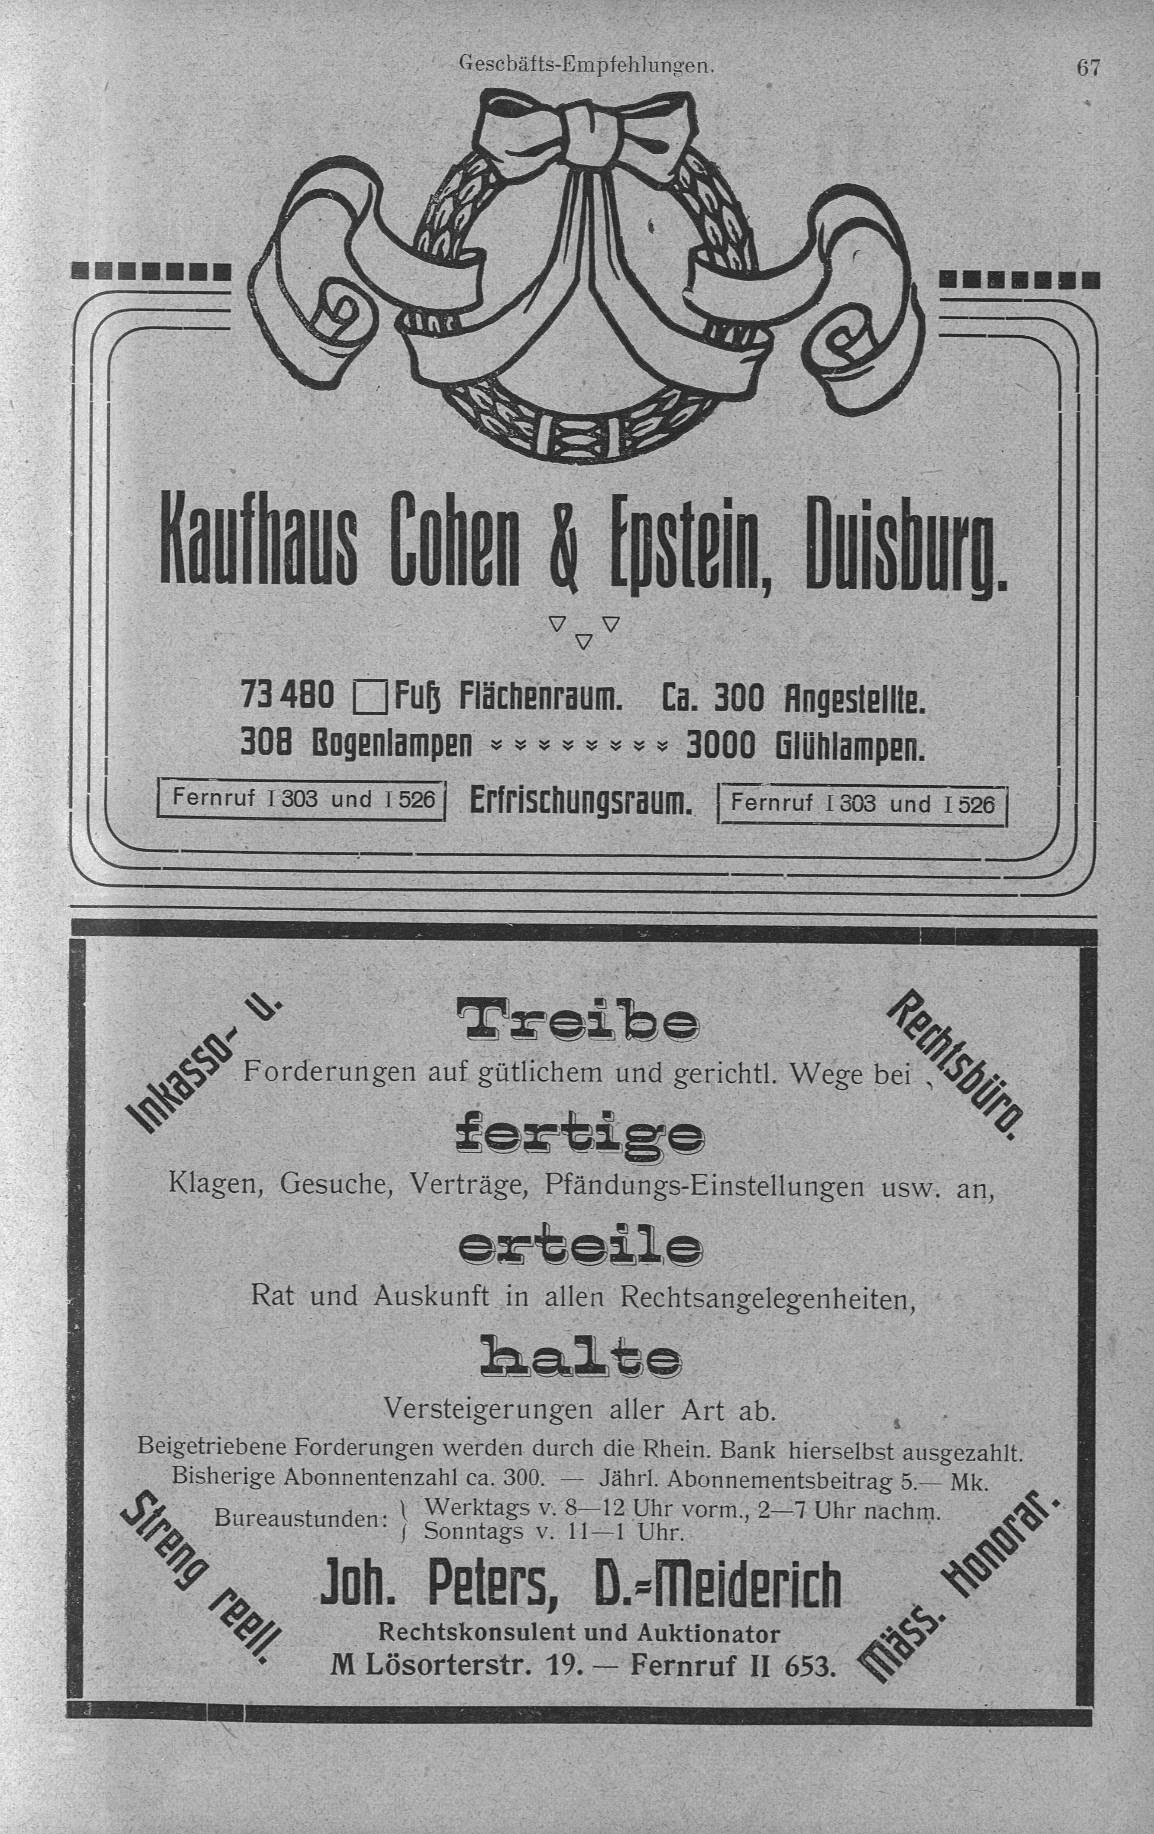 Geschäfts-Empfehlungen.
67
Kaufhaus Cohen & Epstein, Duisburg.
73 480 □ Fuß Flächenraum. Ca. 300 Angestellte.
308 Bogenlampen 3000 Glühlampen.
Fernruf I 303 und I 526 Erfrischungsraum. Fernruf I 303 und I 526
Inkasso- u.
Rechtsbüro.
Treibe
Forderungen auf gütlichem und gerichtl. Wege bei,
fertige
Klagen, Gesuche, Verträge, Pfändungs-Einstellungen usw. an,
erteile
Rat und Auskunft in allen Rechtsangelegenheiten,
halte
Versteigerungen aller Art ab.
Beigetriebene Forderungen werden durch die Rhein. Bank hierselbst ausgezahlt.
Bisherige Abonnentenzahl ca. 300. — Jährl. Abonnementsbeitrag 5.— Mk.
Bureaustunden: } Werktags v. 8—12 Uhr vorm., 2—7 Uhr nachm.
Sonntags v. 11—1 Uhr.
Streng reell.
Mäss. Honorar.
Joh. Peters, D.-Meiderich
Rechtskonsulent und Auktionator
M Lösorterstr. 19. — Fernruf II 653.